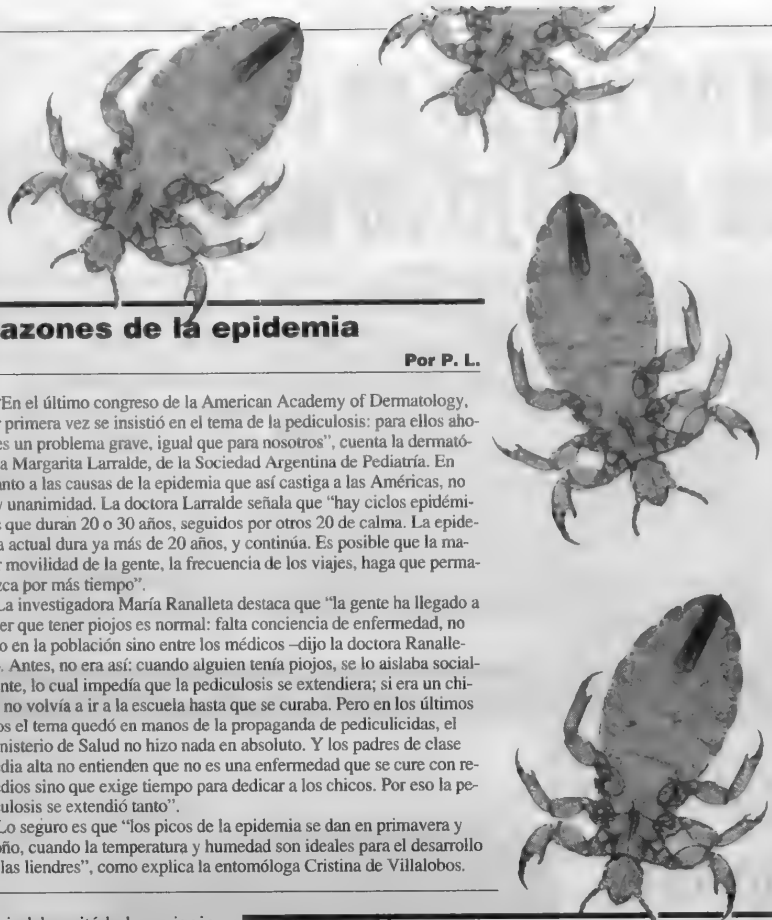 azones de la epidemia
Por P. L.
En el último congreso de la American Academy of Dermatology,
r primera vez se insistió en el tema de la pediculosis: para ellos aho-
es un problema grave, igual que para nosotros”, cuenta la dermató-
a Margarita Larralde, de la Sociedad Argentina de Pediatría. En
anto a las causas de la epidemia que así castiga a las Américas, no
y unanimidad. La doctora Larralde señala que “hay ciclos epidémi-
s que duran 20 o 30 años, seguidos por otros 20 de calma. La epide-
a actual dura ya más de 20 años, y continúa. Es posible que la ma-
r movilidad de la gente, la frecuencia de los viajes, haga que perma-
zca por más tiempo”.
La investigadora María Ranalleta destaca que “la gente ha llegado a
er que tener piojos es normal: falta conciencia de enfermedad, no
o en la población sino entre los médicos –dijo la doctora Ranalle-
. Antes, no era así: cuando alguien tenía piojos, se lo aislaba social-
nte, lo cual impedía que la pediculosis se extendiera; si era un chi-
no volvía a ir a la escuela hasta que se curaba. Pero en los últimos
os el tema quedó en manos de la propaganda de pediculicidas, el
nisterio de Salud no hizo nada en absoluto. Y los padres de clase
dia alta no entienden que no es una enfermedad que se cure con re-
dios sino que exige tiempo para dedicar a los chicos. Por eso la pe-
ulosis se extendió tanto”.
Lo seguro es que “los picos de la epidemia se dan en primavera y
oño, cuando la temperatura y humedad son ideales para el desarrollo
las liendres”, como explica la entomóloga Cristina de Villalobos.